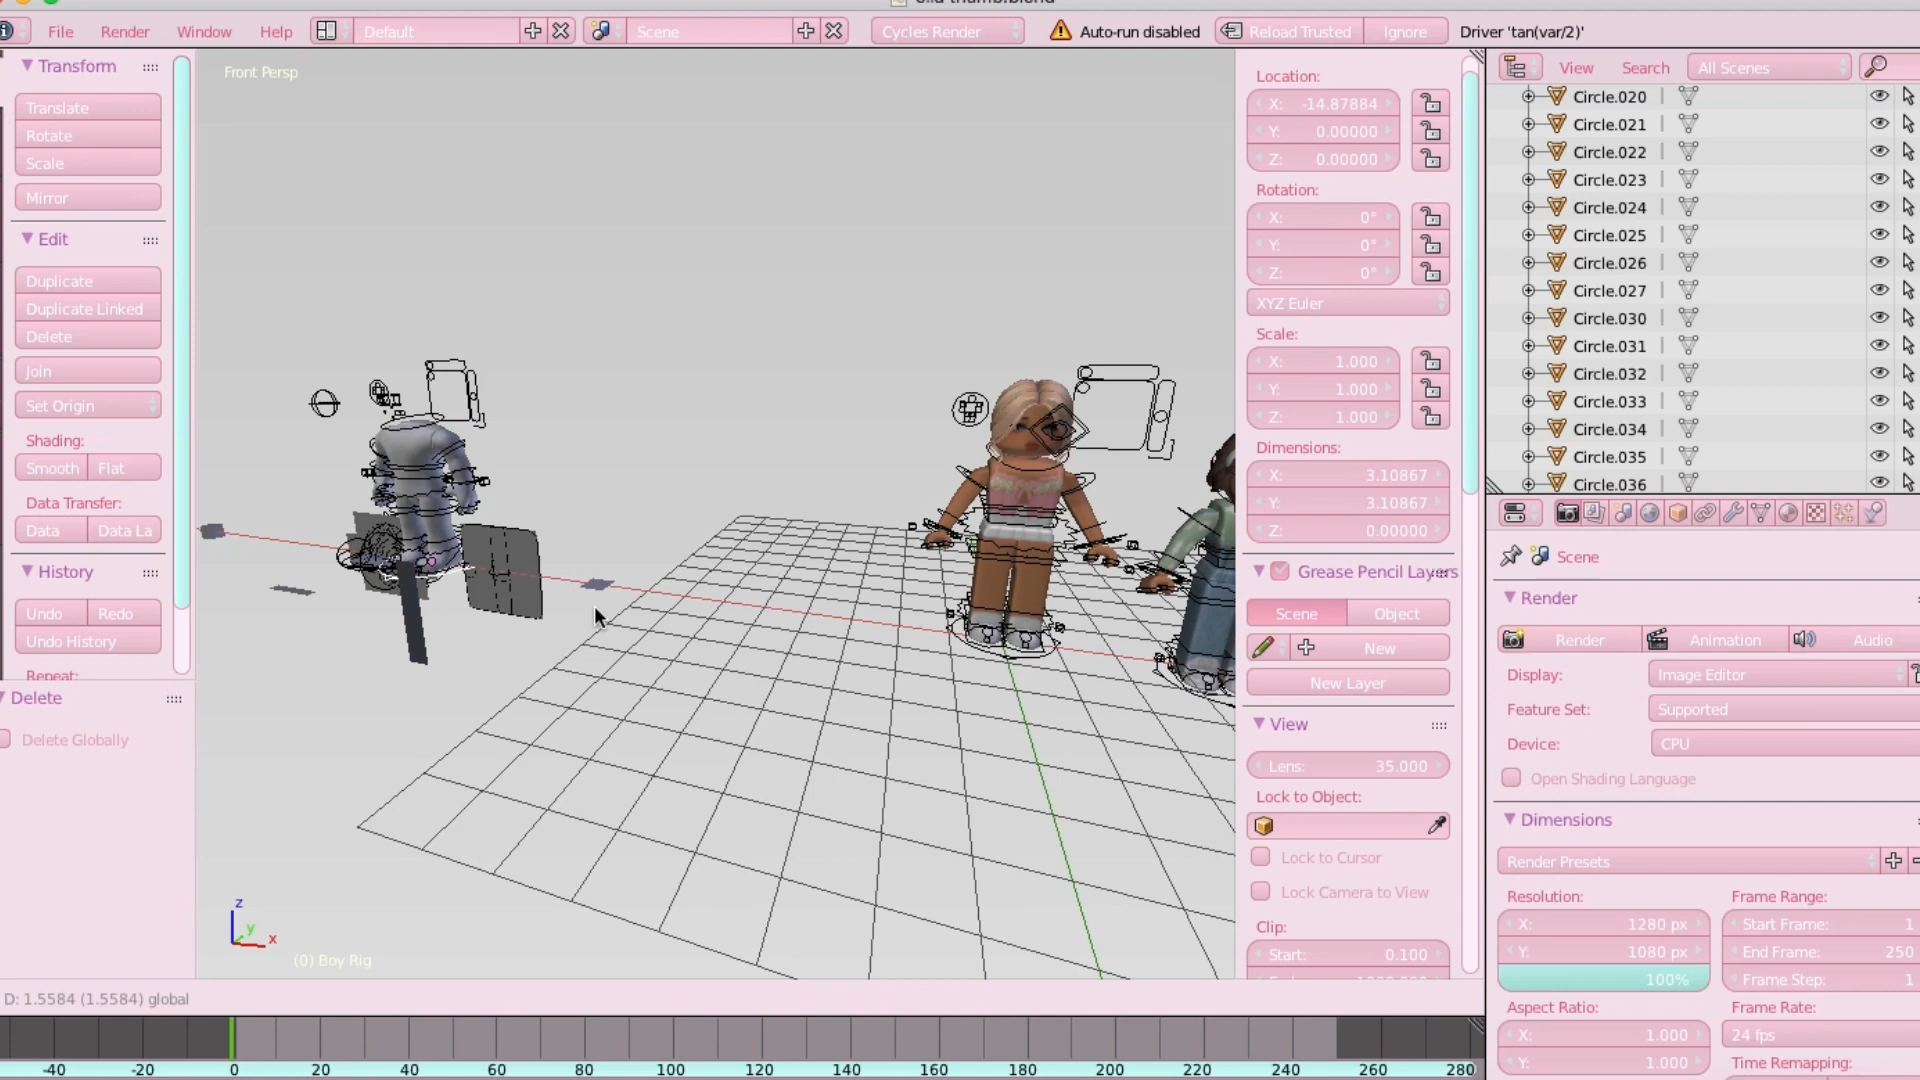 File Render Window Help Default Scene Cycles Render Auto-run disabled Reload Trusted Ignore Driver 'tan(var/2)'
Transform
Translate
Rotate
Scale
Mirror
Edit
Duplicate
Duplicate Linked
Delete
Join
Set Origin
Shading:
Smooth Flat
Data Transfer:
Data Data La
History
Undo Redo
Undo History
Repeat:
Delete
Delete Globally
Front Persp
z
y
x
(0) Boy Rig
Location:
X: -14.87884
Y: 0.00000
Z: 0.00000
Rotation:
X: 0°
Y: 0°
Z: 0°
XYZ Euler
Scale:
X: 1.000
Y: 1.000
Z: 1.000
Dimensions:
X: 3.10867
Y: 3.10867
Z: 0.00000
Grease Pencil Layers
Scene Object
New
New Layer
View
Lens: 35.000
Lock to Object:
Lock to Cursor
Lock Camera to View
Clip:
Start: 0.100
View Search All Scenes
Circle.020
Circle.021
Circle.022
Circle.023
Circle.024
Circle.025
Circle.026
Circle.027
Circle.030
Circle.031
Circle.032
Circle.033
Circle.034
Circle.035
Circle.036
Scene
Render
Render Animation Audio
Display: Image Editor
Feature Set: Supported
Device: CPU
Open Shading Language
Dimensions
Render Presets
Resolution: Frame Range:
X: 1280 px Start Frame: 1
Y: 1080 px End Frame: 250
100% Frame Step: 1
Aspect Ratio: Frame Rate:
X: 1.000 24 fps
Y: 1.000 Time Remapping:
D: 1.5584 (1.5584) global
-40 -20 0 20 40 60 80 100 120 140 160 180 200 220 240 260 280